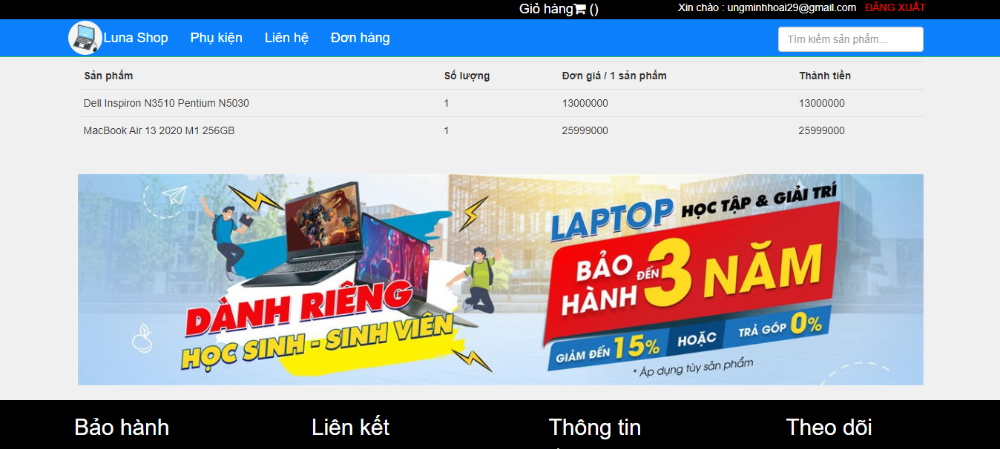 Giỏ hàng ()
Xin chào : ungminhhoai29@gmail.com ĐĂNG XUẤT
Luna Shop Phụ kiện Liên hệ Đơn hàng
Tìm kiếm sản phẩm...
Sản phẩm Số lượng Đơn giá / 1 sản phẩm Thành tiền
Dell Inspiron N3510 Pentium N5030 1 13000000 13000000
MacBook Air 13 2020 M1 256GB 1 25999000 25999000
DÀNH RIÊNG
HỌC SINH - SINH VIÊN
LAPTOP HỌC TẬP & GIẢI TRÍ
BẢO HÀNH ĐẾN 3 NĂM
GIẢM ĐẾN 15% HOẶC TRẢ GÓP 0%
* Áp dụng tùy sản phẩm
Bảo hành Liên kết Thông tin Theo dõi